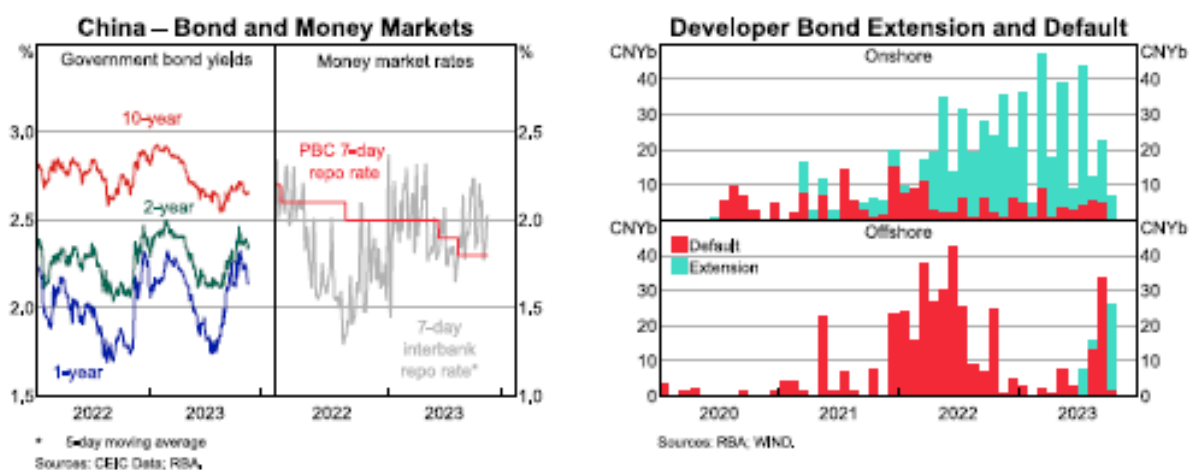 China – Bond and Money Markets
%
Government bond yields
Money market rates
%
10-year
3.0
2.5
PBC 7-day
repo rate
2-year
2.5
2.0
2.0
1.5
7-day
interbank
repo rate*
1-year
1.5
1.0
2022
2023
2022
2023
* 5-day moving average
Sources: CEIC Data; RBA.
Developer Bond Extension and Default
CNYb
Onshore
CNYb
40
40
30
30
20
20
10
10
CNYb
Offshore
CNYb
Default
40
40
Extension
30
30
20
20
10
10
0
0
2020
2021
2022
2023
Sources: RBA; WIND.